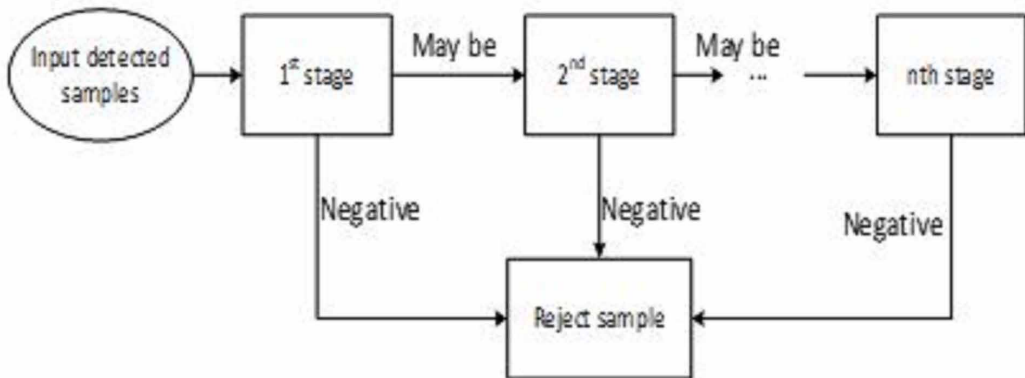 Input detected
samples
1st stage
May be
2nd stage
May be
...
nth stage
Negative
Negative
Negative
Reject sample